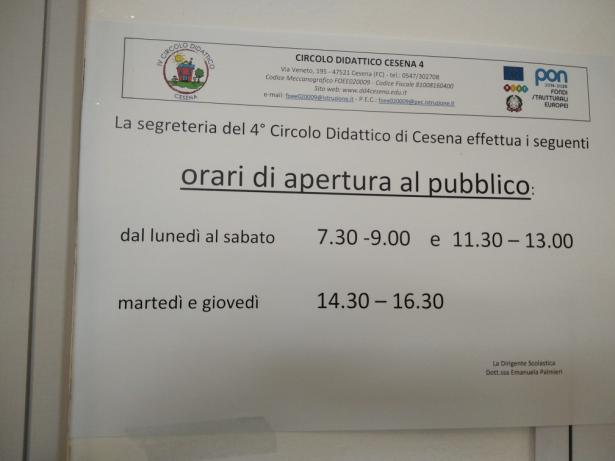 CIRCOLO DIDATTICO CESENA 4
Via Veneto, 195 - 47521 Cesena (FC) - tel.: 0547/302708
Codice Meccanografico FOEE020009 - Codice Fiscale 81008160400
Sito web: www.dd4cesena.edu.it
e-mail: foee020009@istruzione.it - P.E.C.: foee020009@pec.istruzione.it
IV CIRCOLO DIDATTICO
CESENA
pon
2014-2020
FONDI
STRUTTURALI
EUROPEI
La segreteria del 4° Circolo Didattico di Cesena effettua i seguenti
orari di apertura al pubblico:
dal lunedì al sabato 7.30 -9.00 e 11.30 – 13.00
martedì e giovedì 14.30 – 16.30
La Dirigente Scolastica
Dott.ssa Emanuela Palmieri